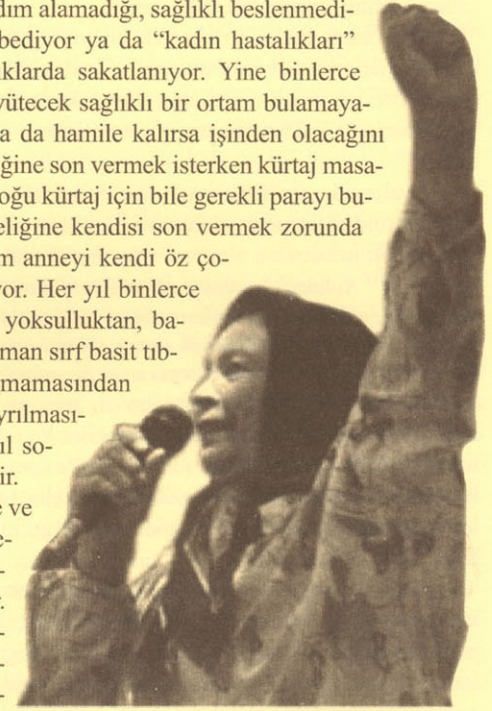 dım alamadığı, sağlıklı beslenmedi-
bediyor ya da “kadın hastalıkları”
klarda sakatlanıyor. Yine binlerce
yütecek sağlıklı bir ortam bulamaya-
a da hamile kalırsa işinden olacağını
ğine son vermek isterken kürtaj masa-
oğu kürtaj için bile gerekli parayı bu-
eliğine kendisi son vermek zorunda
m anneyi kendi öz ço-
yor. Her yıl binlerce
yoksulluktan, ba-
man sırf basit tıb-
mamasından
yrılması-
ıl so-
ir.
e ve
e-
-
.
-
-
-